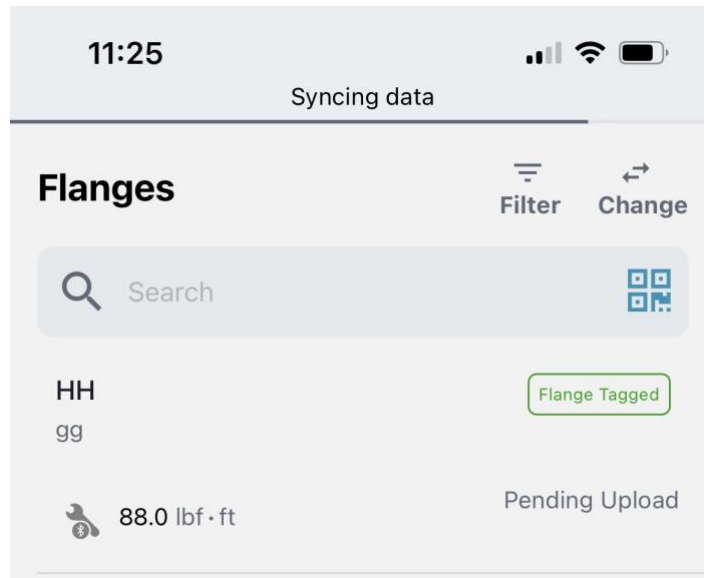 11:25
Syncing data
Flanges
Filter
Change
Search
HH
Flange Tagged
gg
88.0 lbf·ft
Pending Upload